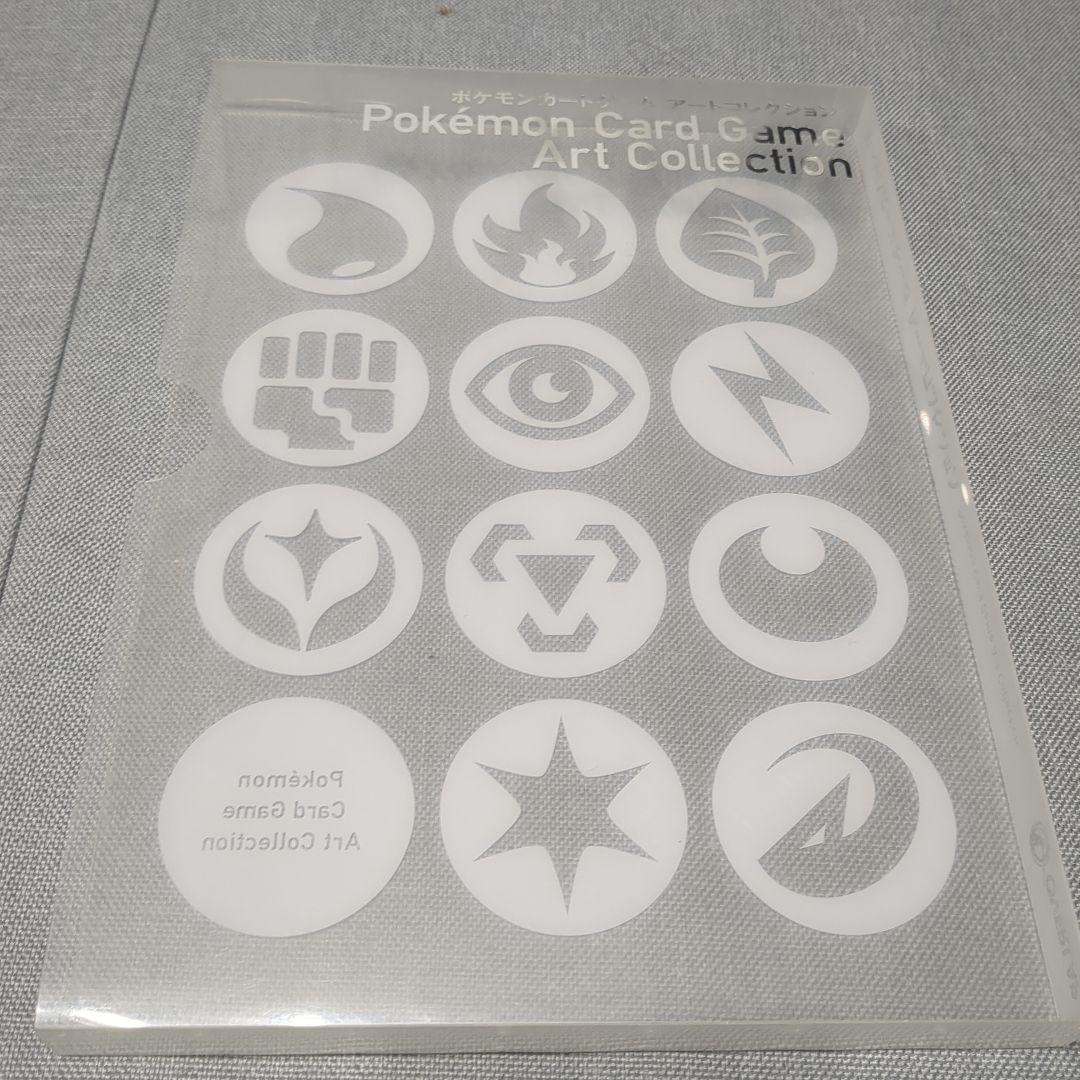 ポケモンカードゲーム アートコレクション
Pokémon Card Game
Art Collection
Pokémon
Card Game
Art Collection